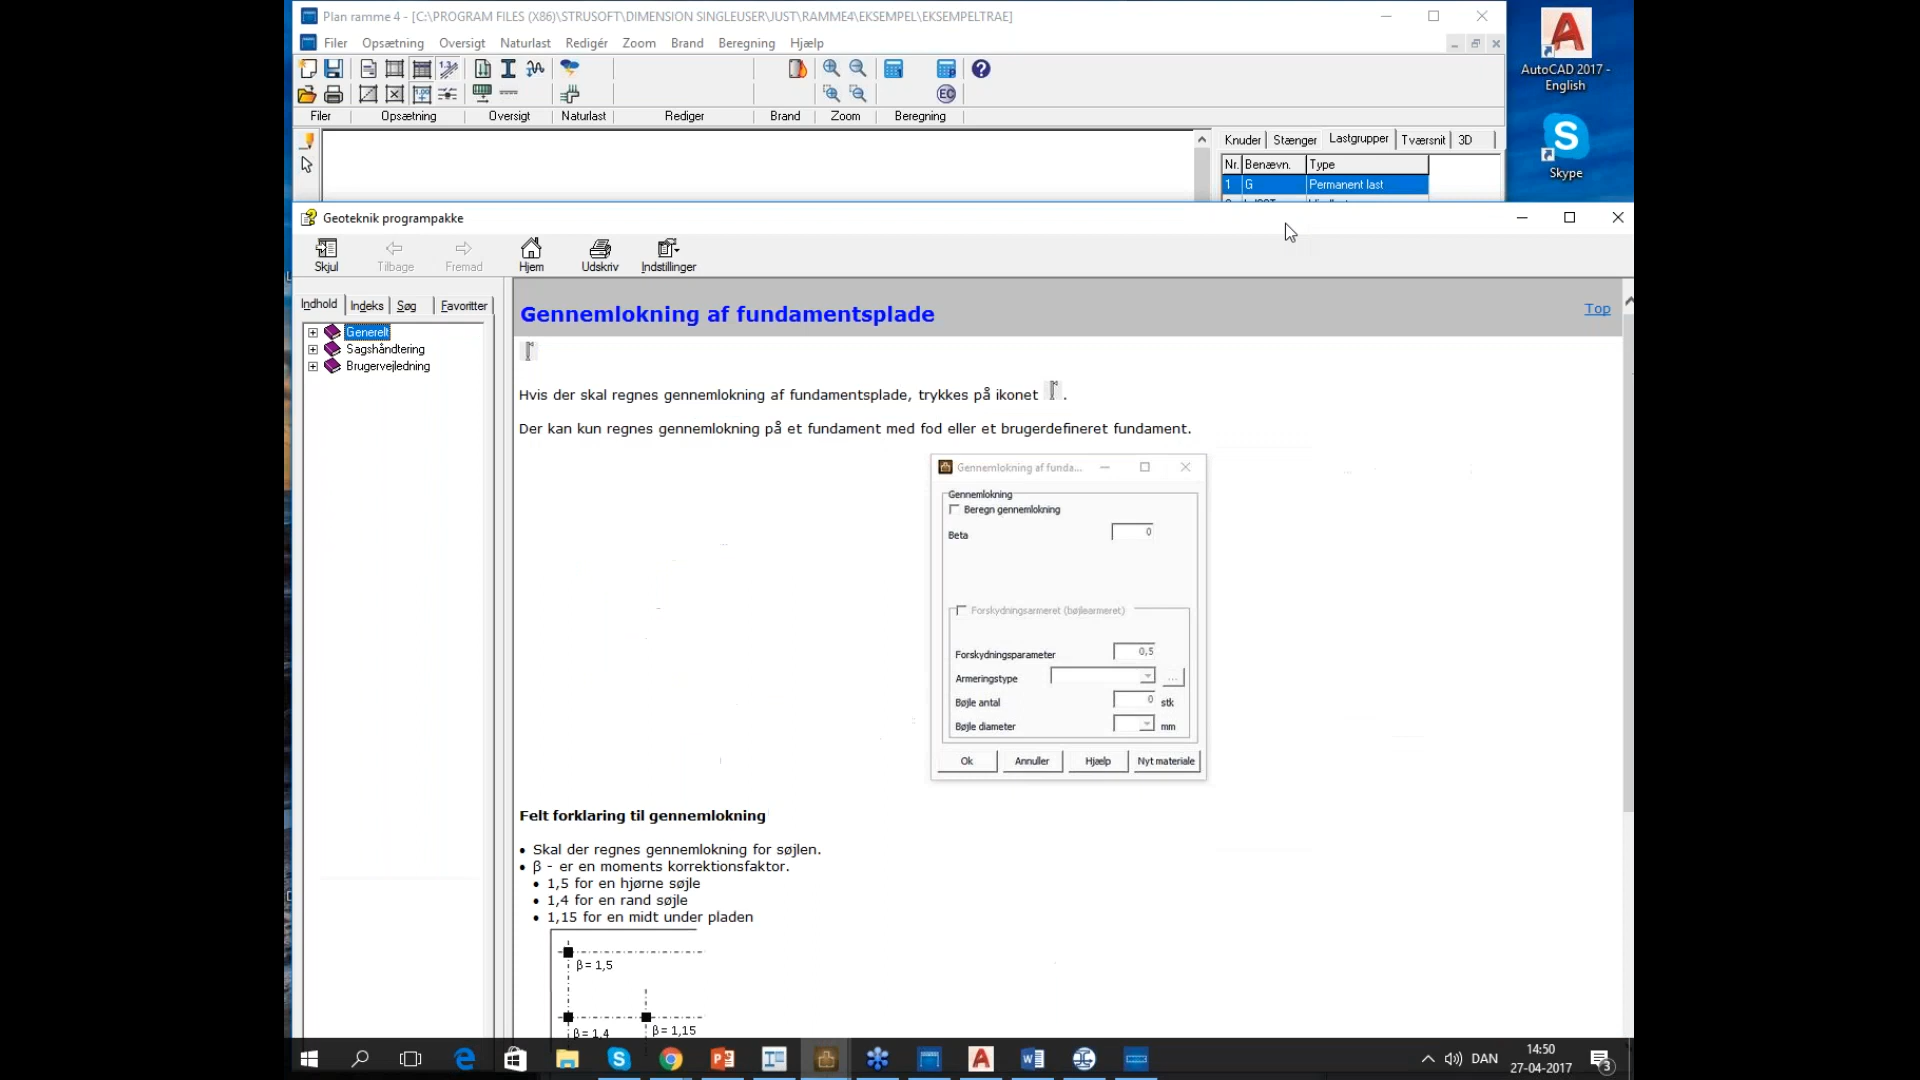 Plan ramme 4 - [C:\PROGRAM FILES (X86)\STRUSOFT\DIMENSION SINGLEUSER\JUST\RAMME4\EKSEMPEL\EKSEMPELTRAE]
Filer Opsætning Oversigt Naturlast Redigér Zoom Brand Beregning Hjælp
EC
Filer Opsætning Oversigt Naturlast Rediger Brand Zoom Beregning
Knuder Stænger Lastgrupper Tværsnit 3D
Nr. Benævn. Type
1 G Permanent last
AutoCAD 2017 -
English
Skype
Geoteknik programpakke
Skjul Tilbage Fremad Hjem Udskriv Indstillinger
Indhold Indeks Søg Favoritter
Generelt
Sagshåndtering
Brugervejledning
Gennemlokning af fundamentsplade
Top
Hvis der skal regnes gennemlokning af fundamentsplade, trykkes på ikonet .
Der kan kun regnes gennemlokning på et fundament med fod eller et brugerdefineret fundament.
Gennemlokning af funda...
Gennemlokning
Beregn gennemlokning
Beta 0
Forskydningsarmeret (bøjlearmeret)
Forskydningsparameter 0,5
Armeringstype ...
Bøjle antal 0 stk
Bøjle diameter mm
Ok Annuller Hjælp Nyt materiale
Felt forklaring til gennemlokning
• Skal der regnes gennemlokning for søjlen.
• β - er en moments korrektionsfaktor.
• 1,5 for en hjørne søjle
• 1,4 for en rand søjle
• 1,15 for en midt under pladen
β= 1,5
β= 1,4 β= 1,15
DAN
14:50
27-04-2017
3